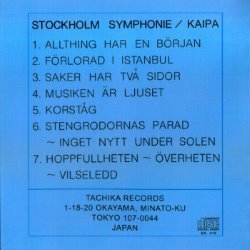 STOCKHOLM SYMPHONIE / KAIPA
1. ALLTHING HAR EN BÖRJAN
2. FÖRLORAD I ISTANBUL
3. SAKER HAR TVÅ SIDOR
4. MUSIKEN ÄR LJUSET
5. KORSTÅG
6. STENGRODORNAS PARAD
~ INGET NYTT UNDER SOLEN
7. HOPPFULLHETEN ~ ÖVERHETEN
~ VILSELEDD
TACHIKA RECORDS
1-18-20 OKAYAMA, MINATO-KU
TOKYO 107-0044
JAPAN